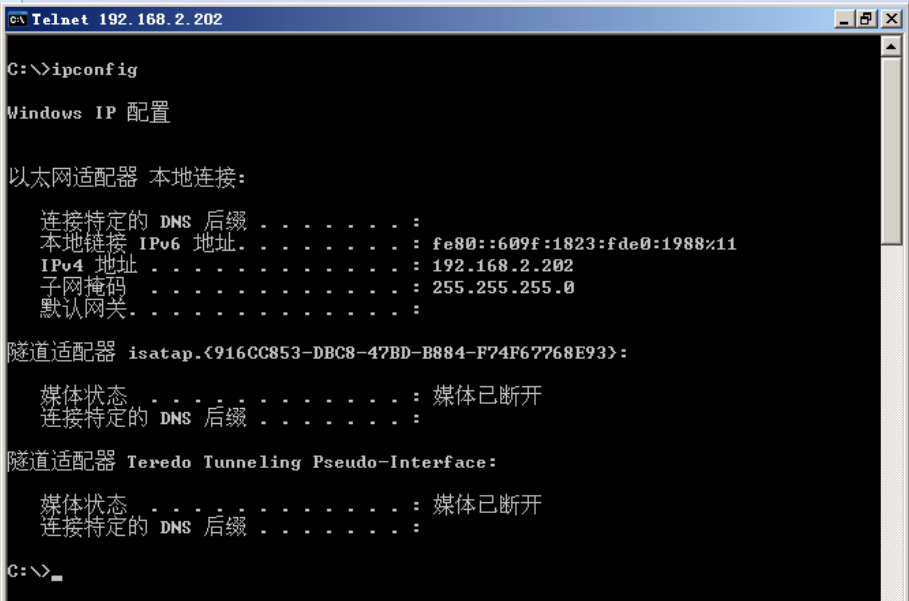 Telnet 192.168.2.202
C:\>ipconfig
Windows IP 配置
以太网适配器 本地连接:
连接特定的 DNS 后缀 . . . . . . . :
本地链接 IPv6 地址. . . . . . . . : fe80::609f:1823:fde0:1988%11
IPv4 地址 . . . . . . . . . . . . : 192.168.2.202
子网掩码  . . . . . . . . . . . . : 255.255.255.0
默认网关. . . . . . . . . . . . . :
隧道适配器 isatap.{916CC853-DBC8-47BD-B884-F74F67768E93}:
媒体状态  . . . . . . . . . . . . : 媒体已断开
连接特定的 DNS 后缀 . . . . . . . :
隧道适配器 Teredo Tunneling Pseudo-Interface:
媒体状态  . . . . . . . . . . . . : 媒体已断开
连接特定的 DNS 后缀 . . . . . . . :
C:\>_